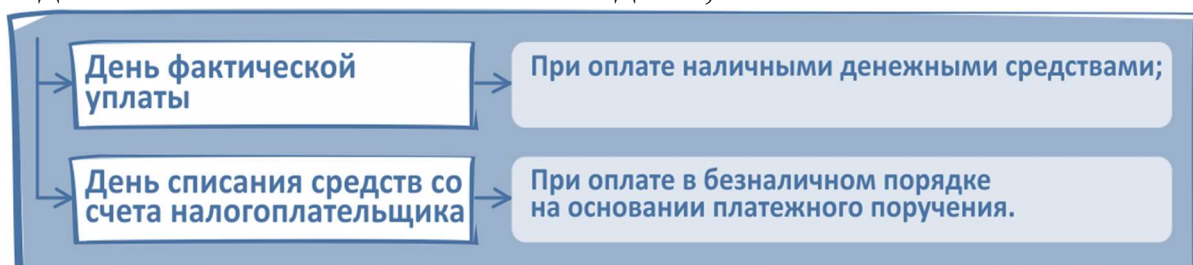 День фактической
уплаты
При оплате наличными денежными средствами;
День списания средств со
счета налогоплательщика
При оплате в безналичном порядке
на основании платежного поручения.